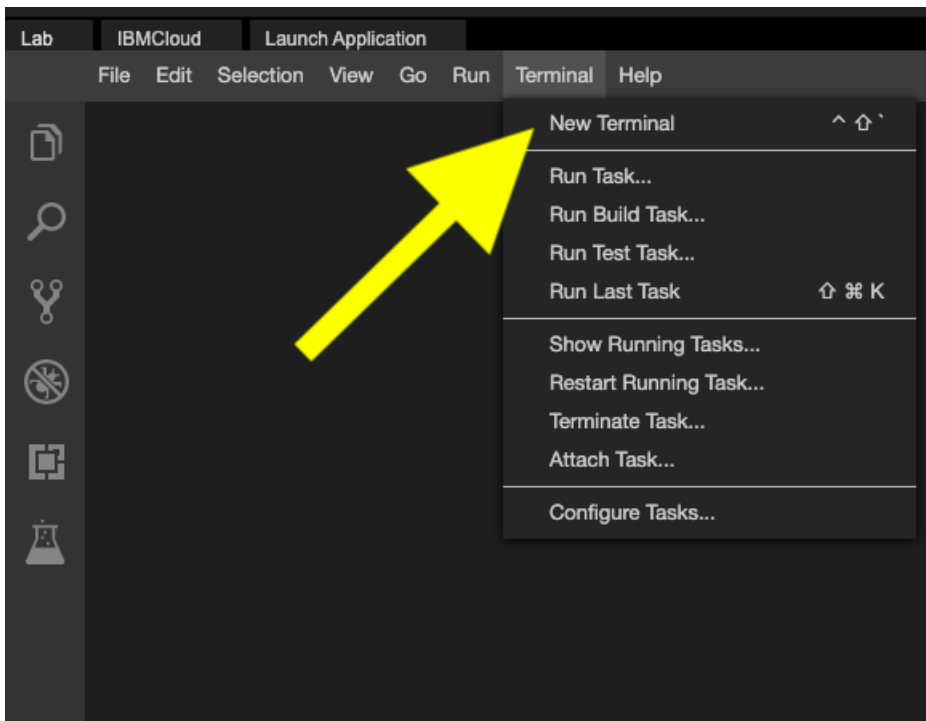 Lab IBMCloud Launch Application
File Edit Selection View Go Run Terminal Help
New Terminal ^ ⇧ `
Run Task...
Run Build Task...
Run Test Task...
Run Last Task ⇧ ⌘ K
Show Running Tasks...
Restart Running Task...
Terminate Task...
Attach Task...
Configure Tasks...